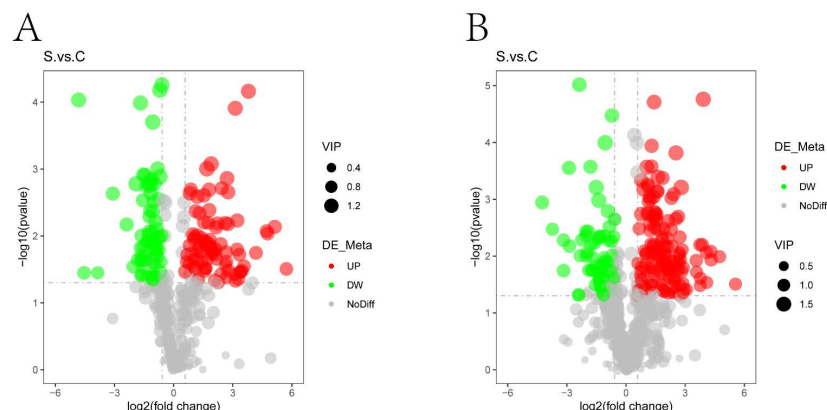 A
S.vs.C
−log10(pvalue)
4
3
2
1
0
−6
−3
0
3
6
log2(fold change)
VIP
0.4
0.8
1.2
DE_Meta
UP
DW
NoDiff
B
S.vs.C
−log10(pvalue)
5
4
3
2
1
0
−6
−3
0
3
6
log2(fold change)
DE_Meta
UP
DW
NoDiff
VIP
0.5
1.0
1.5